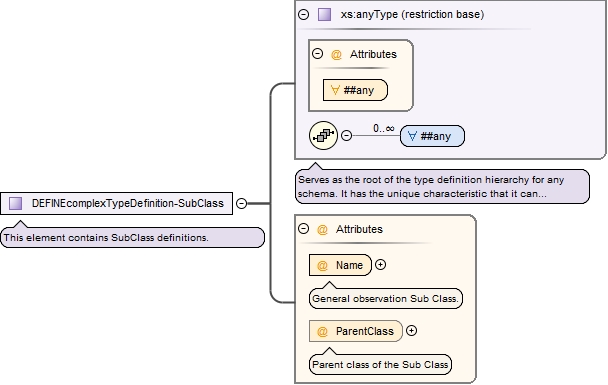 xs:anyType (restriction base)
@ Attributes
∀ ##any
0..∞
∀ ##any
Serves as the root of the type definition hierarchy for any
schema. It has the unique characteristic that it can...
DEFINEcomplexTypeDefinition-SubClass
This element contains SubClass definitions.
@ Attributes
@ Name
General observation Sub Class.
@ ParentClass
Parent class of the Sub Class